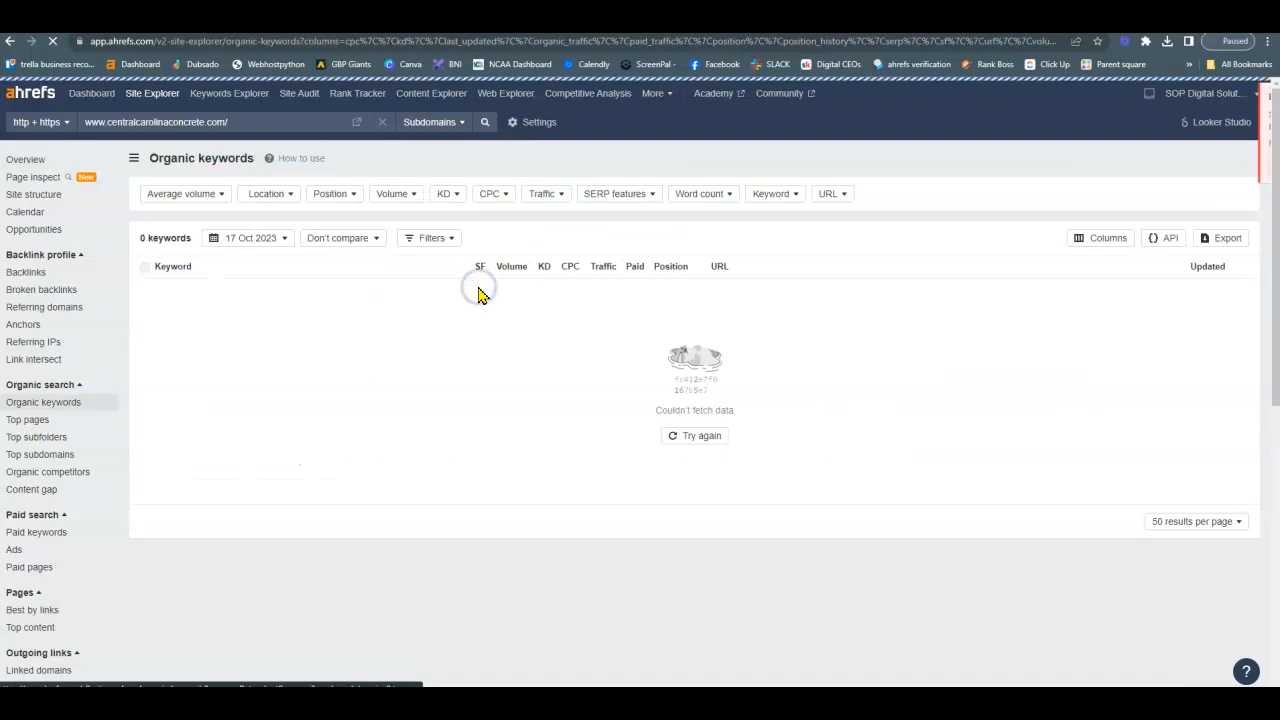 app.ahrefs.com/v2-site-explorer/organic-keywords?columns=cpc%7C%7Ckd%7C%7Clast_updated%7C%7Corganic_traffic%7C%7Cpaid_traffic%7C%7Cposition%7C%7Cposition_history%7C%7Cserp%7C%7Csf%7C%7Curl%7C%7Cvolu...
Paused
trella business reco...
Dashboard
Dubsado
Webhostpython
GBP Giants
Canva
BNI
NCAA Dashboard
Calendly
ScreenPal -
Facebook
SLACK
Digital CEOs
ahrefs verification
Rank Boss
Click Up
Parent square
»
All Bookmarks
ahrefs
Dashboard
Site Explorer
Keywords Explorer
Site Audit
Rank Tracker
Content Explorer
Web Explorer
Competitive Analysis
More
Academy
Community
SOP Digital Solut...
http + https
www.centralcarolinaconcrete.com/
Subdomains
Settings
Looker Studio
Overview
Page inspect New
Site structure
Calendar
Opportunities
Backlink profile
Backlinks
Broken backlinks
Referring domains
Anchors
Referring IPs
Link intersect
Organic search
Organic keywords
Top pages
Top subfolders
Top subdomains
Organic competitors
Content gap
Paid search
Paid keywords
Ads
Paid pages
Pages
Best by links
Top content
Outgoing links
Linked domains
Organic keywords
? How to use
Average volume
Location
Position
Volume
KD
CPC
Traffic
SERP features
Word count
Keyword
URL
0 keywords
17 Oct 2023
Don't compare
Filters
Columns
{} API
Export
Keyword
SF
Volume
KD
CPC
Traffic
Paid
Position
URL
Updated
fc412e7f0
167b5e7
Couldn't fetch data
Try again
50 results per page
?